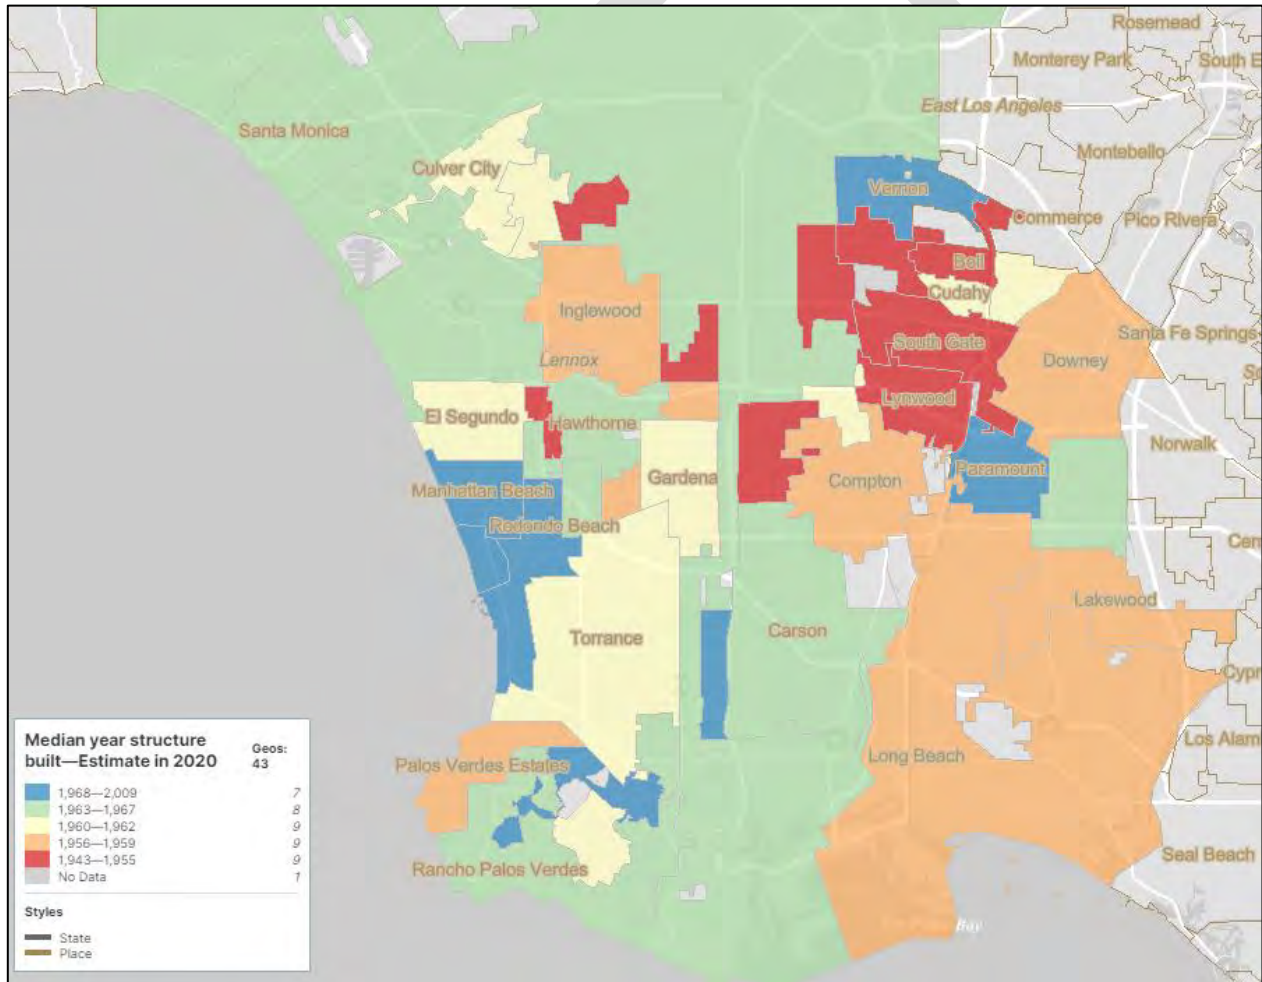 Rosemead
Monterey Park
South E
East Los Angeles
Santa Monica
Montebello
Culver City
Vernon
Commerce
Pico Rivera
Bell
Cudahy
Inglewood
South Gate
Santa Fe Springs
Lennox
Downey
Lynwood
El Segundo
Hawthorne
Norwalk
Gardena
Compton
Paramount
Manhattan Beach
Redondo Beach
Cerr
Lakewood
Torrance
Carson
Cypr
Los Alam
Long Beach
Palos Verdes Estates
Seal Beach
Rancho Palos Verdes
Bay
Median year structure
built—Estimate in 2020
Geos:
43
1,968—2,009 7
1,963—1,967 8
1,960—1,962 9
1,956—1,959 9
1,943—1,955 9
No Data 1
Styles
State
Place